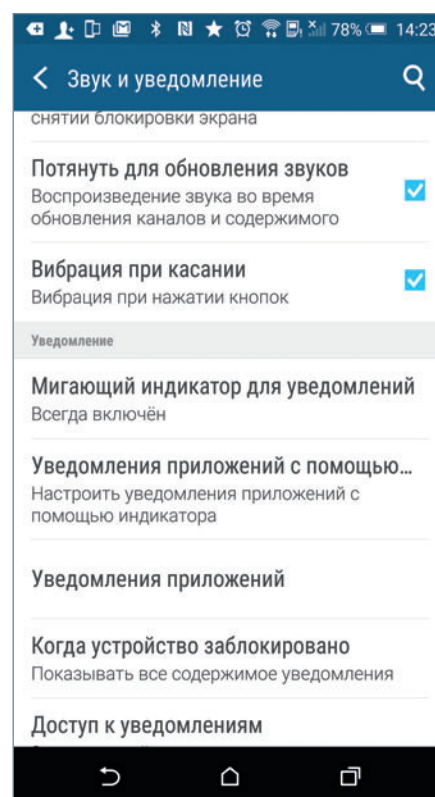 78% 14:23
Звук и уведомление
снятии блокировки экрана
Потянуть для обновления звуков
Воспроизведение звука во время
обновления каналов и содержимого
Вибрация при касании
Вибрация при нажатии кнопок
Уведомление
Мигающий индикатор для уведомлений
Всегда включён
Уведомления приложений с помощью...
Настроить уведомления приложений с
помощью индикатора
Уведомления приложений
Когда устройство заблокировано
Показывать все содержимое уведомления
Доступ к уведомлениям